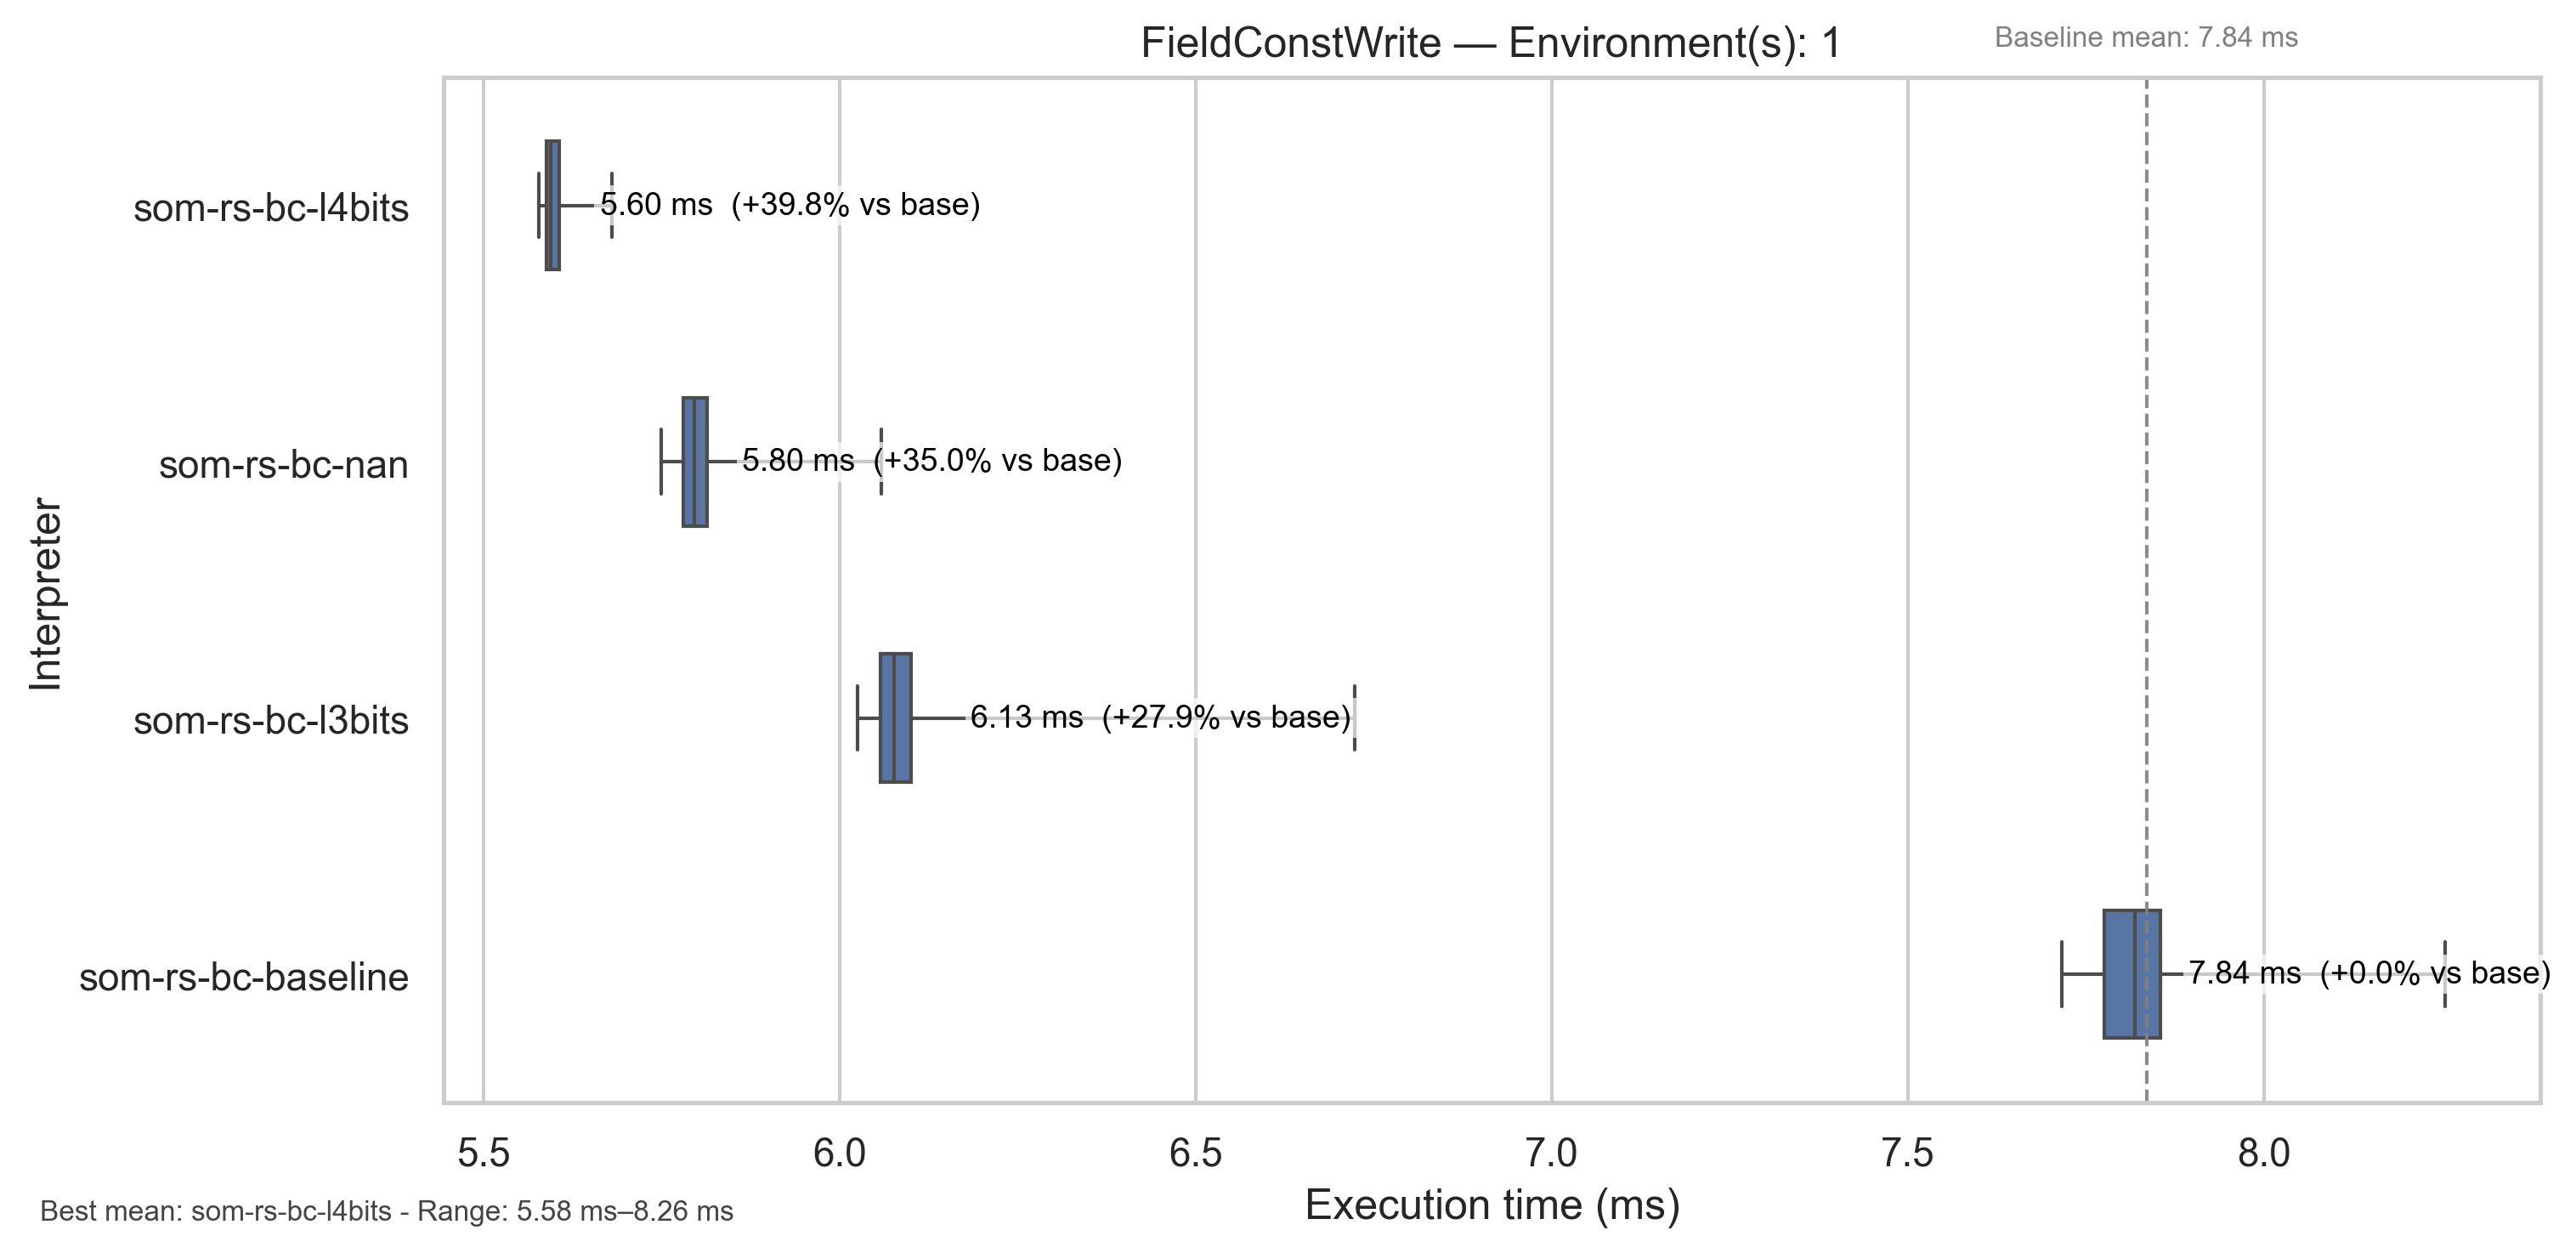 FieldConstWrite — Environment(s): 1
Baseline mean: 7.84 ms
Interpreter
som-rs-bc-l4bits
5.60 ms (+39.8% vs base)
som-rs-bc-nan
5.80 ms (+35.0% vs base)
som-rs-bc-l3bits
6.13 ms (+27.9% vs base)
som-rs-bc-baseline
7.84 ms (+0.0% vs base)
5.5 6.0 6.5 7.0 7.5 8.0
Execution time (ms)
Best mean: som-rs-bc-l4bits - Range: 5.58 ms–8.26 ms